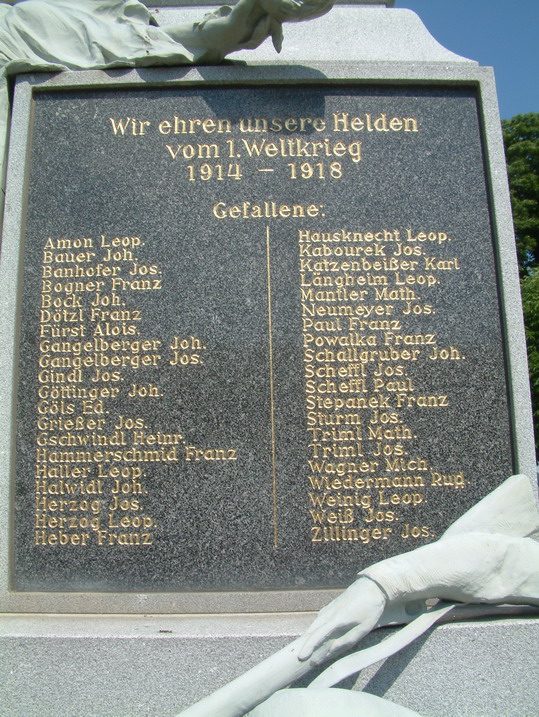 Wir ehren unsere Helden
vom 1. Weltkrieg
1914 – 1918
Gefallene:
Amon Leop.
Bauer Joh.
Banhofer Jos.
Bogner Franz
Bock Joh.
Dötzl Franz
Fürst Alois.
Gangelberger Joh.
Gangelberger Jos.
Gindl Jos.
Göttinger Joh.
Göls Ed.
Grießer Jos.
Gschwindl Heinr.
Hammerschmid Franz
Haller Leop.
Halwidl Joh.
Herzog Jos.
Herzog Leop.
Heber Franz
Hausknecht Leop.
Kabourek Jos.
Katzenbeißer Karl
Langheim Leop.
Mantler Math.
Neumeyer Jos.
Paul Franz
Powalka Franz
Schallgruber Joh.
Scheffl Jos.
Scheffl Paul
Stepanek Franz
Sturm Jos.
Triml Math.
Triml Jos.
Wagner Mich.
Wiedermann Rup.
Weinig Leop.
Weiß Jos.
Zillinger Jos.